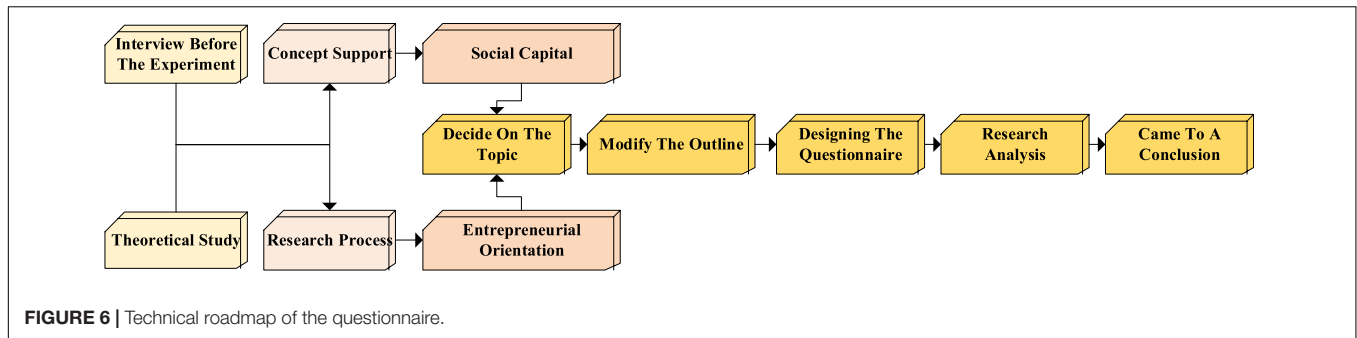 Interview Before
The Experiment
Concept Support
Social Capital
Decide On The
Topic
Modify The Outline
Designing The
Questionnaire
Research
Analysis
Came To A
Conclusion
Theoretical Study
Research Process
Entrepreneurial
Orientation
FIGURE 6 | Technical roadmap of the questionnaire.